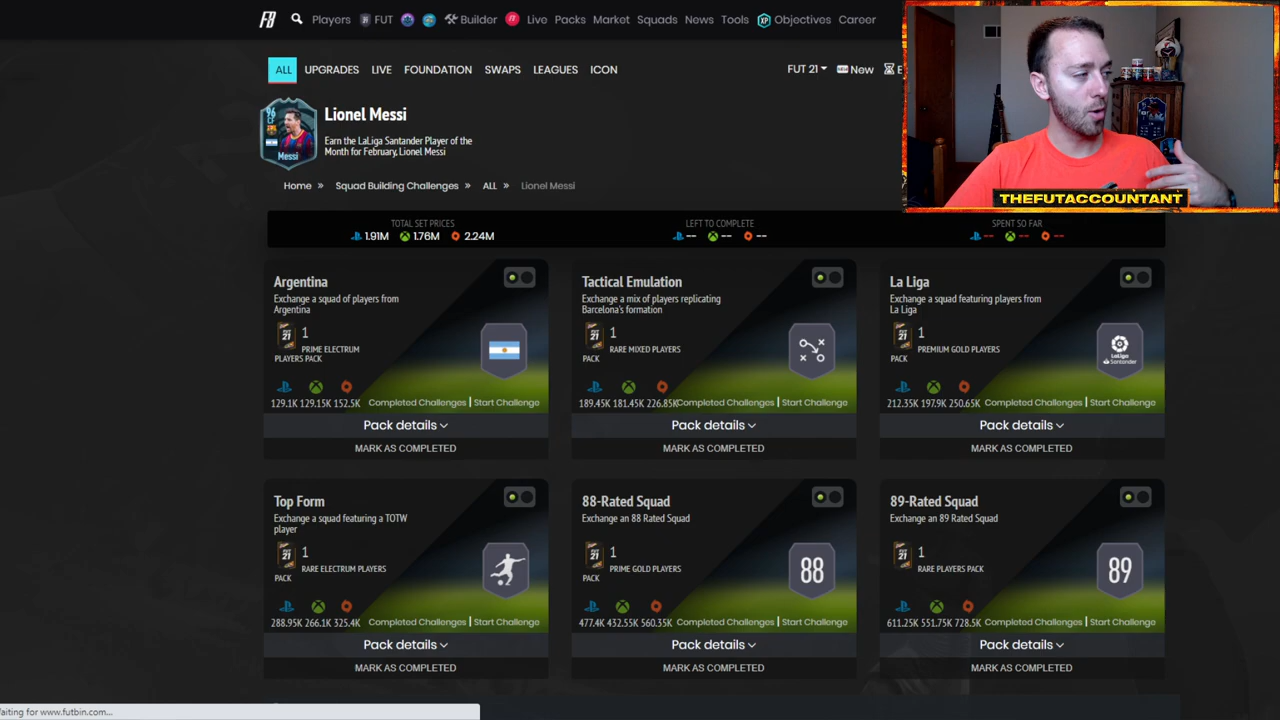 Players FUT Builder Live Packs Market Squads News Tools XP Objectives Career
ALL UPGRADES LIVE FOUNDATION SWAPS LEAGUES ICON FUT 21 New
96
CF
Messi
Lionel Messi
Earn the LaLiga Santander Player of the
Month for February, Lionel Messi
Home » Squad Building Challenges » ALL » Lionel Messi
THEFUTACCOUNTANT
TOTAL SET PRICES LEFT TO COMPLETE SPENT SO FAR
1.91M 1.76M 2.24M -- -- -- -- -- --
Argentina
Exchange a squad of players from
Argentina
1
PRIME ELECTRUM
PLAYERS PACK
129.1K 129.15K 152.5K Completed Challenges | Start Challenge
Pack details
MARK AS COMPLETED
Tactical Emulation
Exchange a mix of players replicating
Barcelona's formation
1
RARE MIXED PLAYERS
PACK
189.45K 181.45K 226.85K Completed Challenges | Start Challenge
Pack details
MARK AS COMPLETED
La Liga
Exchange a squad featuring players from
La Liga
1
PREMIUM GOLD PLAYERS
PACK
LaLiga
Santander
212.35K 197.9K 250.65K Completed Challenges | Start Challenge
Pack details
MARK AS COMPLETED
Top Form
Exchange a squad featuring a TOTW
player
1
RARE ELECTRUM PLAYERS
PACK
288.95K 266.1K 325.4K Completed Challenges | Start Challenge
Pack details
MARK AS COMPLETED
88-Rated Squad
Exchange an 88 Rated Squad
1
PRIME GOLD PLAYERS
PACK
88
477.4K 432.55K 560.35K Completed Challenges | Start Challenge
Pack details
MARK AS COMPLETED
89-Rated Squad
Exchange an 89 Rated Squad
1
RARE PLAYERS PACK
89
611.25K 551.75K 728.5K Completed Challenges | Start Challenge
Pack details
MARK AS COMPLETED
aiting for www.futbin.com...